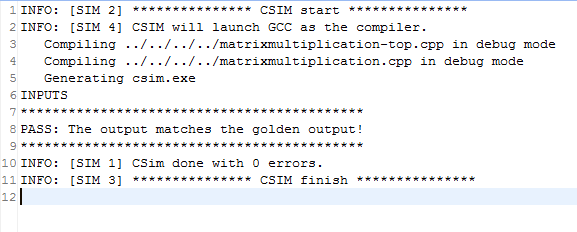 1 INFO: [SIM 2] *************** CSIM start ***************
2 INFO: [SIM 4] CSIM will launch GCC as the compiler.
3    Compiling ../../../../matrixmultiplication-top.cpp in debug mode
4    Compiling ../../../../matrixmultiplication.cpp in debug mode
5    Generating csim.exe
6 INPUTS
7 *******************************************
8 PASS: The output matches the golden output!
9 *******************************************
10 INFO: [SIM 1] CSim done with 0 errors.
11 INFO: [SIM 3] *************** CSIM finish ***************
12